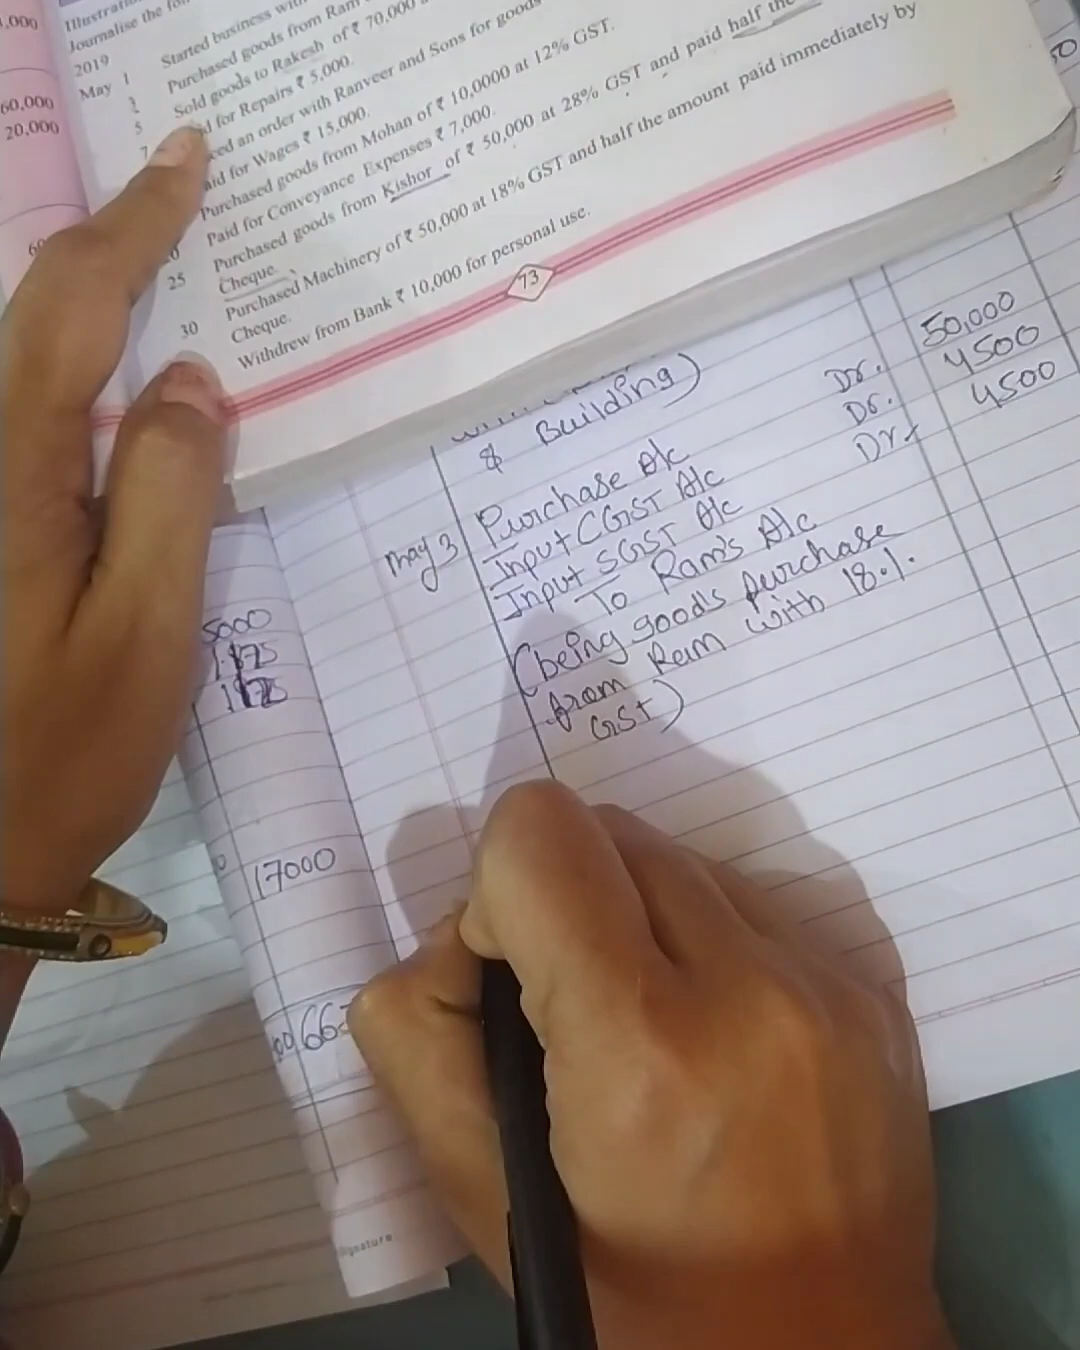 ,000
60,000
20,000
Journalise the
2019
May 1 Started business
Purchased goods from Ram
5 Sold goods to Rakesh of ₹ 70,000
7 for Repairs ₹ 5,000.
an order with Ranveer and Sons for goods
aid for Wages ₹ 15,000.
Purchased goods from Mohan of ₹ 10,0000 at 12% GST.
Paid for Conveyance Expenses ₹ 7,000.
25 Purchased goods from Kishor of ₹ 50,000 at 28% GST and paid half the
Cheque.
30 Purchased Machinery of ₹ 50,000 at 18% GST and half the amount paid immediately by
Cheque.
Withdrew from Bank ₹ 10,000 for personal use.
73
& Building)
may 3 Purchase A/c Dr. 50,000
Input CGST A/c Dr. 4500
Input SGST A/c Dr. 4500
To Ram's A/c
(being goods purchase
from Ram with 18%.
GST)
5000
17000
Signature